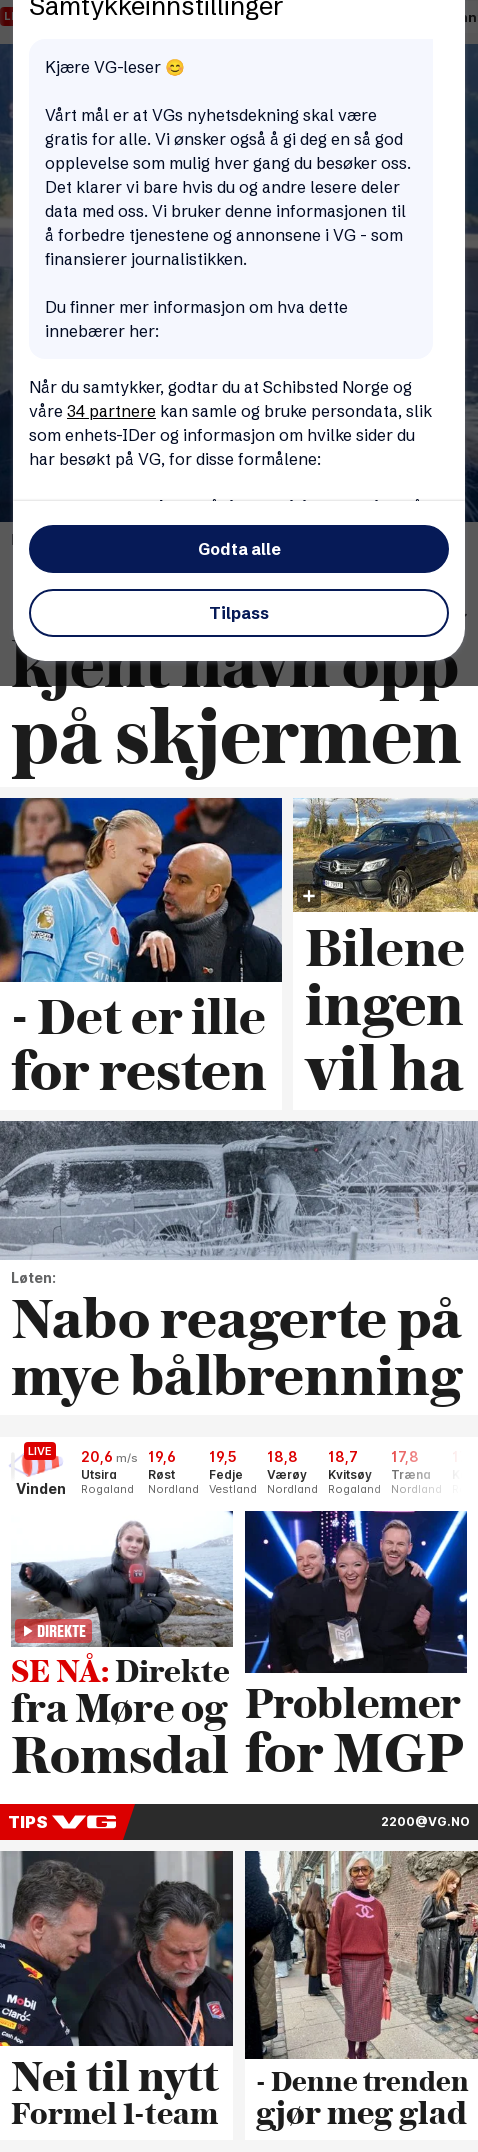 Samtykkeinnstillinger
Kjære VG-leser 😊
Vårt mål er at VGs nyhetsdekning skal være
gratis for alle. Vi ønsker også å gi deg en så god
opplevelse som mulig hver gang du besøker oss.
Det klarer vi bare hvis du og andre lesere deler
data med oss. Vi bruker denne informasjonen til
å forbedre tjenestene og annonsene i VG - som
finansierer journalistikken.
Du finner mer informasjon om hva dette
innebærer her:
Når du samtykker, godtar du at Schibsted Norge og
våre 34 partnere kan samle og bruke persondata, slik
som enhets-IDer og informasjon om hvilke sider du
har besøkt på VG, for disse formålene:
Godta alle
Tilpass
kjent navn opp
på skjermen
- Det er ille
for resten
Bilene
ingen
vil ha
Løten:
Nabo reagerte på
mye bålbrenning
LIVE
Vinden
20,6 m/s 19,6 19,5 18,8 18,7 17,8
Utsira Røst Fedje Værøy Kvitsøy Træna
Rogaland Nordland Vestland Nordland Rogaland Nordland
DIREKTE
SE NÅ: Direkte
fra Møre og
Romsdal
Problemer
for MGP
TIPS VG 2200@VG.NO
Nei til nytt
Formel 1-team
- Denne trenden
gjør meg glad